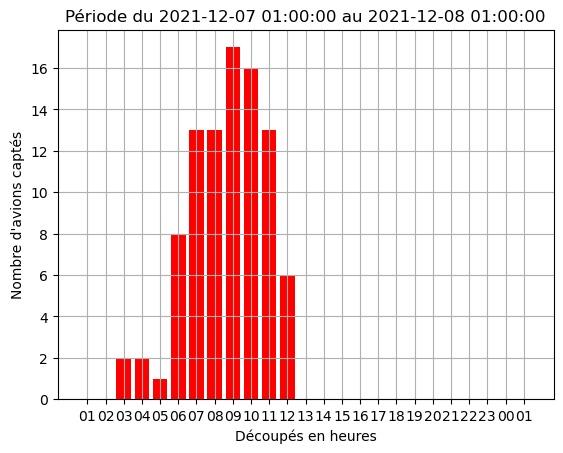 Période du 2021-12-07 01:00:00 au 2021-12-08 01:00:00
16
14
12
10
8
6
4
2
0
Nombre d'avions captés
01 02 03 04 05 06 07 08 09 10 11 12 13 14 15 16 17 18 19 20 21 22 23 00 01
Découpés en heures